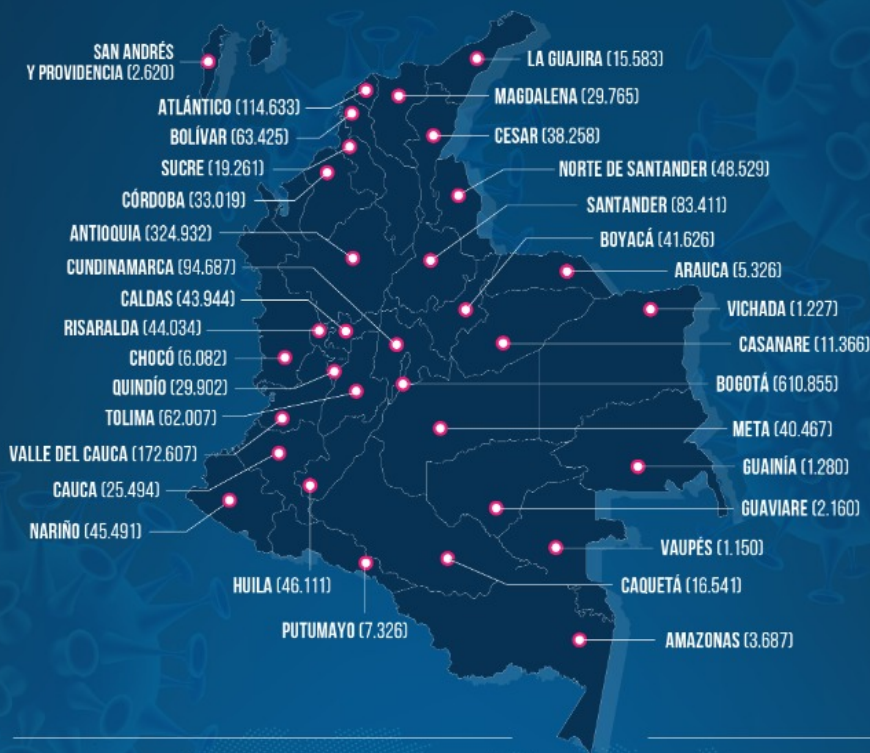 SAN ANDRÉS
Y PROVIDENCIA (2.620)
ATLÁNTICO (114.633)
BOLÍVAR (63.425)
SUCRE (19.261)
CÓRDOBA (33.019)
ANTIOQUIA (324.932)
CUNDINAMARCA (94.687)
CALDAS (43.944)
RISARALDA (44.034)
CHOCÓ (6.082)
QUINDÍO (29.902)
TOLIMA (62.007)
VALLE DEL CAUCA (172.607)
CAUCA (25.494)
NARIÑO (45.491)
HUILA (46.111)
PUTUMAYO (7.326)
LA GUAJIRA (15.583)
MAGDALENA (29.765)
CESAR (38.258)
NORTE DE SANTANDER (48.529)
SANTANDER (83.411)
BOYACÁ (41.626)
ARAUCA (5.326)
VICHADA (1.227)
CASANARE (11.366)
BOGOTÁ (610.855)
META (40.467)
GUAINÍA (1.280)
GUAVIARE (2.160)
VAUPÉS (1.150)
CAQUETÁ (16.541)
AMAZONAS (3.687)